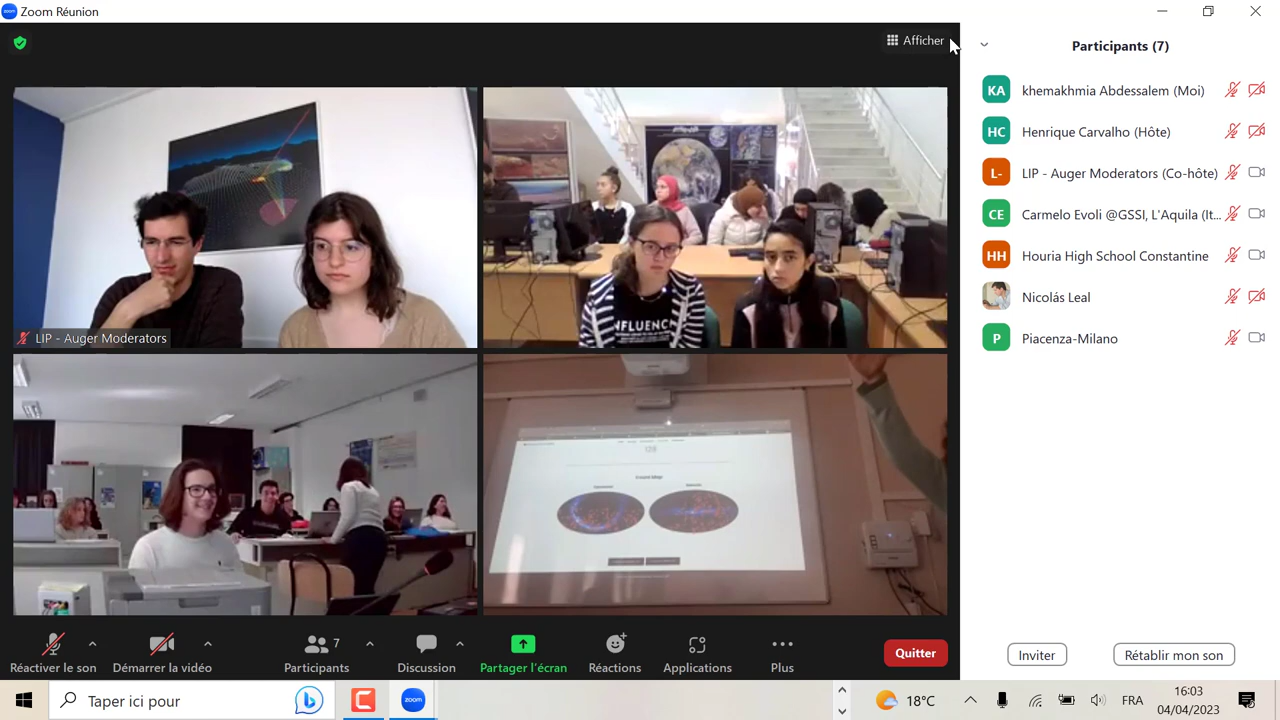 zoom Zoom Réunion
Afficher
Participants (7)
KA khemakhmia Abdessalem (Moi)
HC Henrique Carvalho (Hôte)
L- LIP - Auger Moderators (Co-hôte)
CE Carmelo Evoli @GSSI, L'Aquila (It...
HH Houria High School Constantine
Nicolás Leal
P Piacenza-Milano
LIP - Auger Moderators
INFLUENC
Réactiver le son
Démarrer la vidéo
7
Participants
Discussion
Partager l'écran
Réactions
Applications
Plus
Quitter
Inviter
Rétablir mon son
Taper ici pour
zoom
18°C
FRA
16:03
04/04/2023